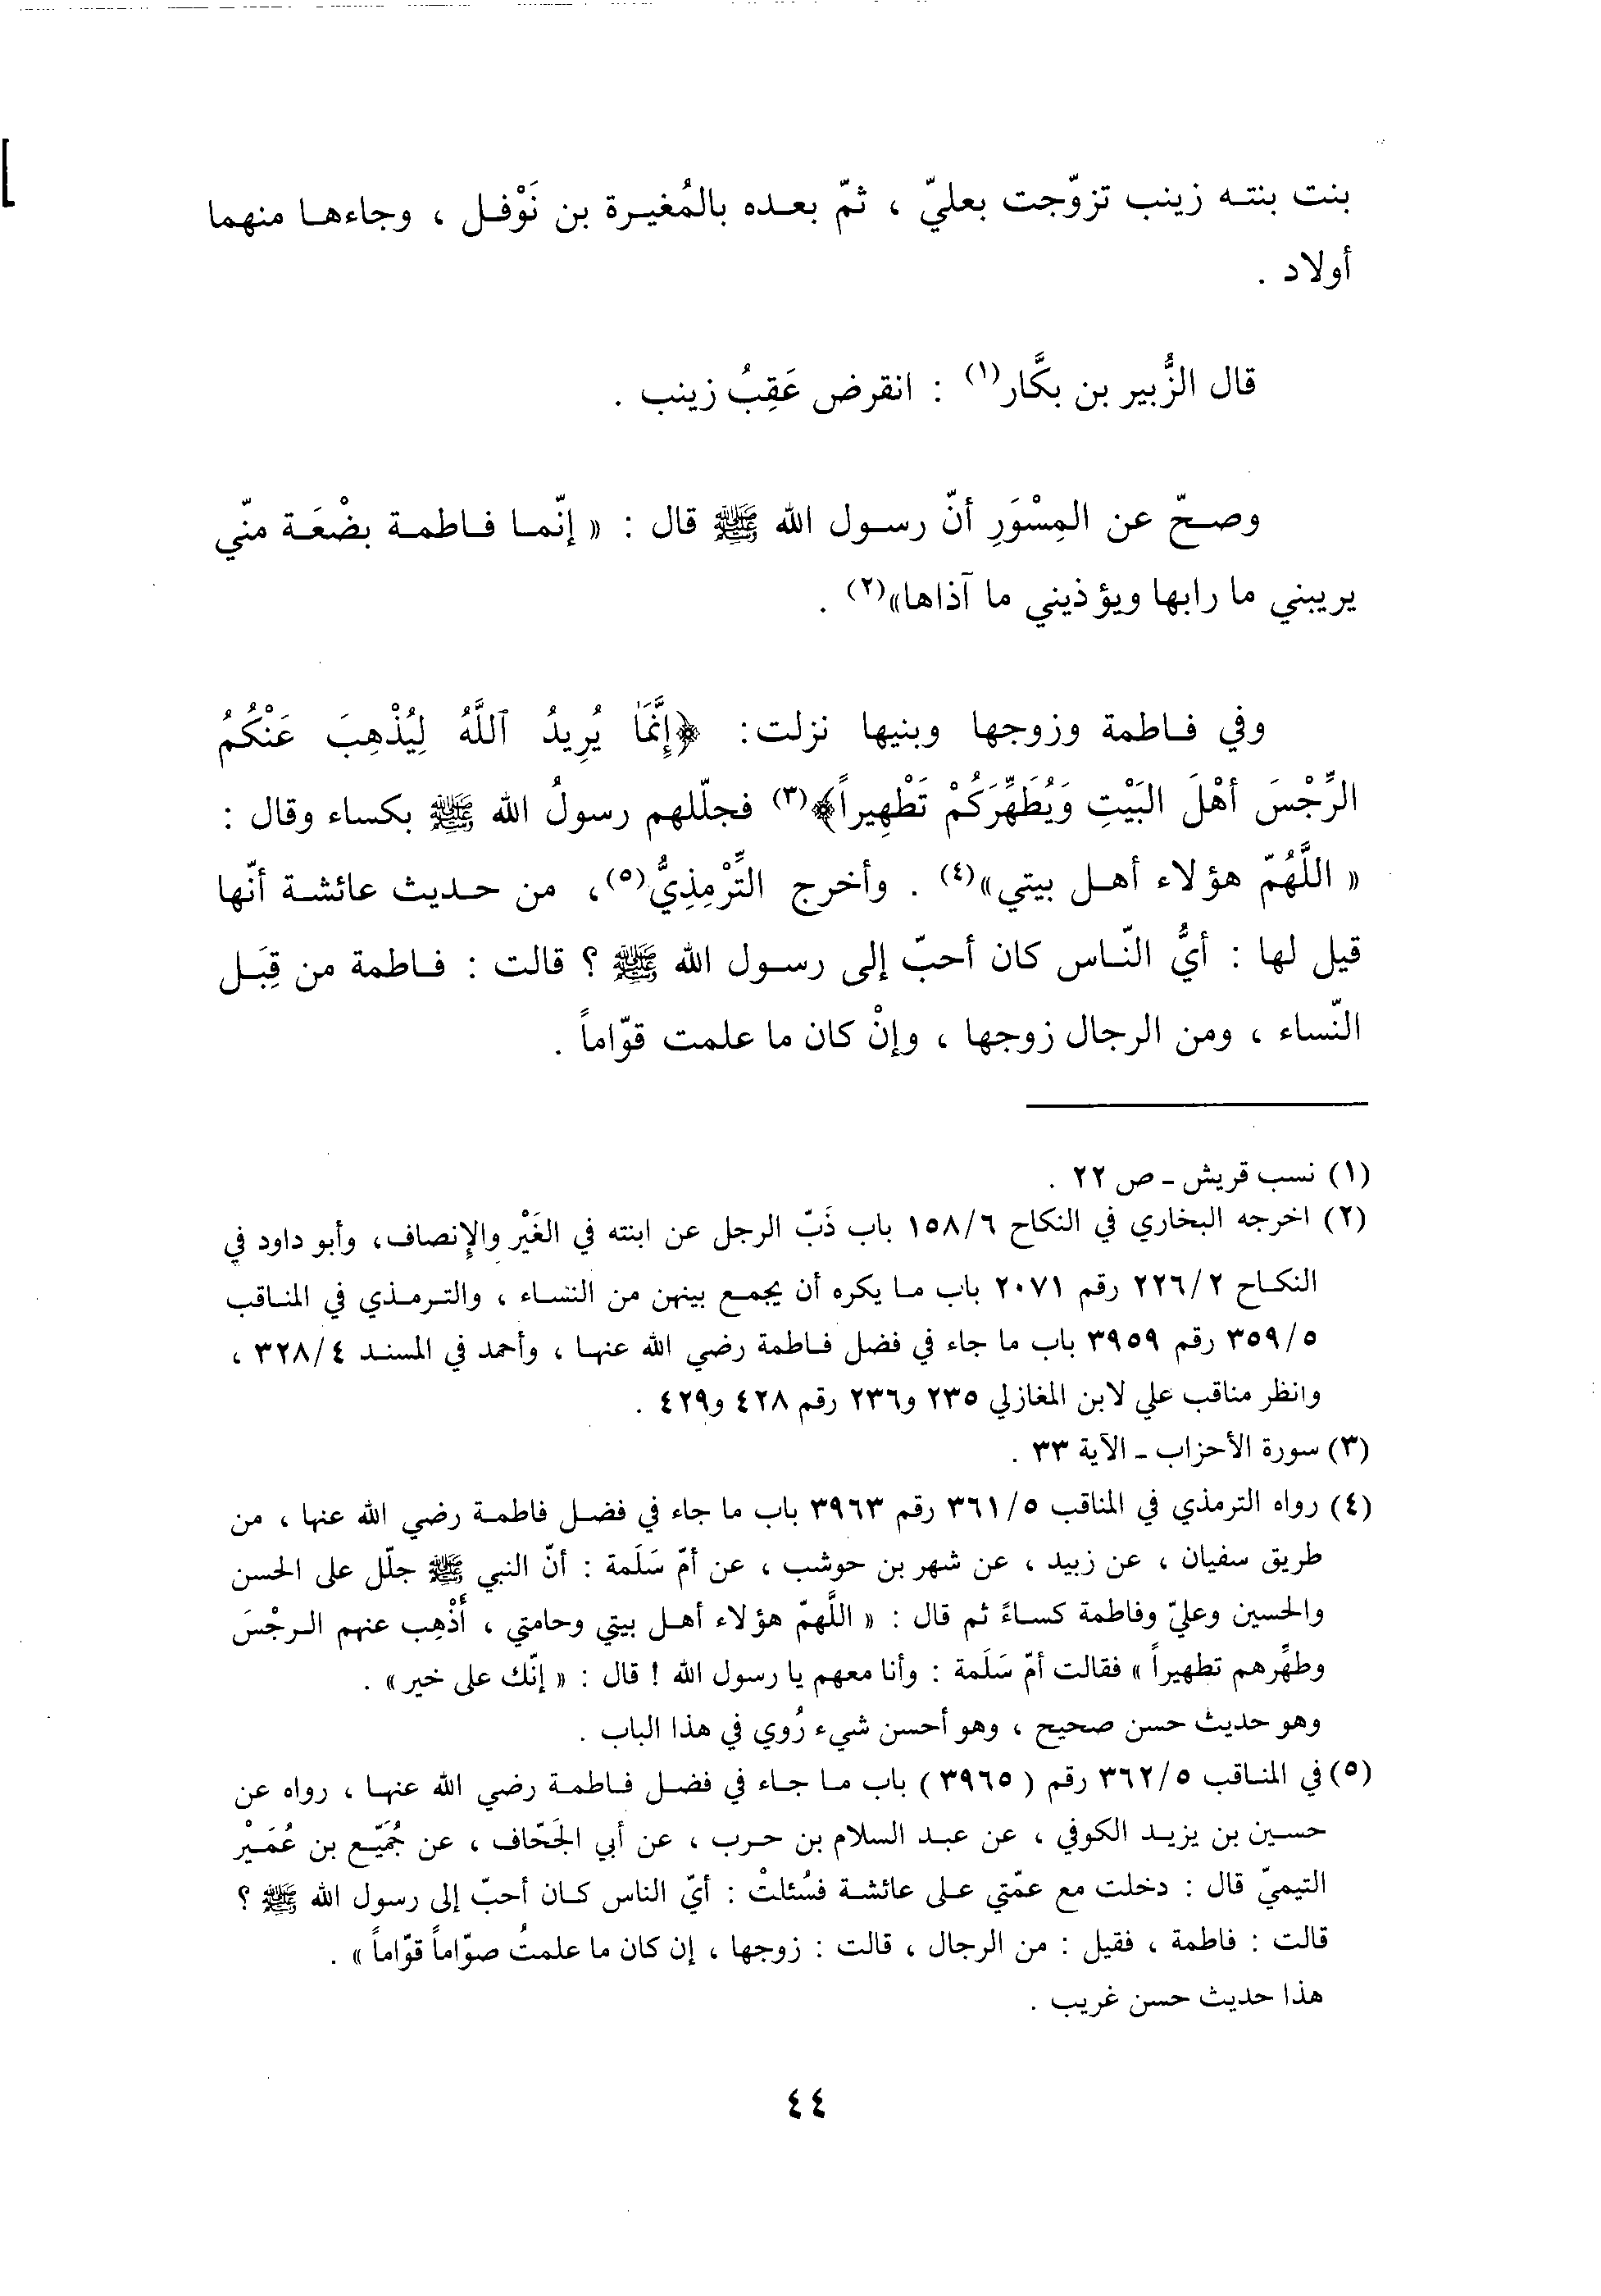 بنت بنته زينب تزوّجت بعليّ ، ثمّ بعده بالمُغيرة بن نَوْفل ، وجاءها منهما
أولاد .
قال الزُّبير بن بكَّار(١) : انقرض عَقِبُ زينب .
وصحّ عن المِسْوَرِ أنّ رسول الله ﷺ قال : « إنّما فاطمة بضْعَة منّي
يريبني ما رابها ويؤذيني ما آذاها»(٢) .
وفي فاطمة وزوجها وبنيها نزلت: ﴿إِنَّمَا يُرِيدُ ٱللَّهُ لِيُذْهِبَ عَنْكُمُ
الرِّجْسَ أَهْلَ البَيْتِ وَيُطَهِّرَكُمْ تَطْهِيراً﴾(٣) فجلّلهم رسولُ الله ﷺ بكساء وقال :
« اللَّهُمّ هؤلاء أهل بيتي»(٤) . وأخرج التِّرْمِذِيُّ(٥)، من حديث عائشة أنّها
قيل لها : أيُّ النّاس كان أحبّ إلى رسول الله ﷺ ؟ قالت : فاطمة من قِبَل
النّساء ، ومن الرجال زوجها ، وإنْ كان ما علمت قوّاماً .
(١) نسب قريش ـ ص ٢٢ .
(٢) اخرجه البخاري في النكاح ١٥٨/٦ باب ذَبّ الرجل عن ابنته في الغَيْر والإنصاف، وأبو داود في
النكاح ٢٢٦/٢ رقم ٢٠٧١ باب ما يكره أن يجمع بينهن من النساء ، والترمذي في المناقب
٣٥٩/٥ رقم ٣٩٥٩ باب ما جاء في فضل فاطمة رضي الله عنها ، وأحمد في المسند ٣٢٨/٤ ،
وانظر مناقب علي لابن المغازلي ٢٣٥ و٢٣٦ رقم ٤٢٨ و٤٢٩ .
(٣) سورة الأحزاب ـ الآية ٣٣ .
(٤) رواه الترمذي في المناقب ٣٦١/٥ رقم ٣٩٦٣ باب ما جاء في فضل فاطمة رضي الله عنها ، من
طريق سفيان ، عن زبيد ، عن شهر بن حوشب ، عن أمّ سَلَمة : أنّ النبي ﷺ جلّل على الحسن
والحسين وعليّ وفاطمة كساءً ثم قال : « اللَّهمّ هؤلاء أهل بيتي وحامتي ، أَذْهِب عنهم الرجْسَ
وطهِّرهم تطهيراً » فقالت أمّ سَلَمة : وأنا معهم يا رسول الله ! قال : « إنّك على خير» .
وهو حديث حسن صحيح ، وهو أحسن شيء رُوي في هذا الباب .
(٥) في المناقب ٣٦٢/٥ رقم ( ٣٩٦٥ ) باب ما جاء في فضل فاطمة رضي الله عنها ، رواه عن
حسين بن يزيد الكوفي ، عن عبد السلام بن حرب ، عن أبي الجَحّاف ، عن جُمَيّع بن عُمَيْر
التيميّ قال : دخلت مع عمّتي على عائشة فسُئلتْ : أيّ الناس كان أحبّ إلى رسول الله ﷺ ؟
قالت : فاطمة ، فقيل : من الرجال ، قالت : زوجها ، إن كان ما علمتُ صوّاماً قوّاماً » .
هذا حديث حسن غريب .
٤٤